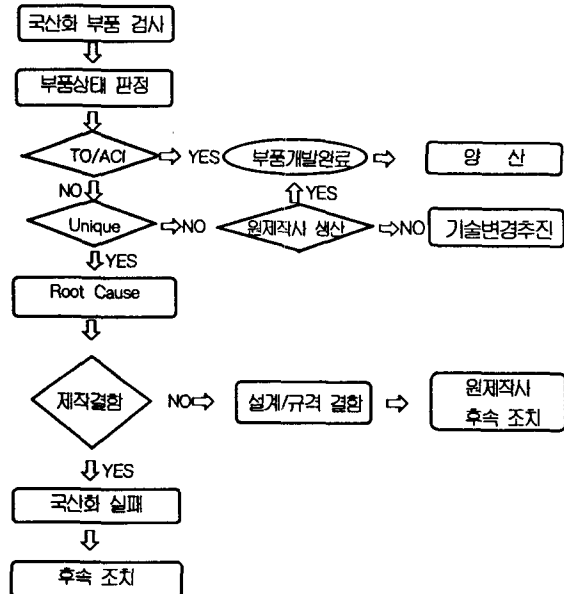 국산화 부품 검사
부품상태 판정
TO/ACI
YES
부품개발완료
양 산
NO
YES
Unique
NO
원제작사 생산
NO
기술변경추진
YES
Root Cause
제작결함
NO
설계/규격 결함
원제작사
후속 조치
YES
국산화 실패
후속 조치